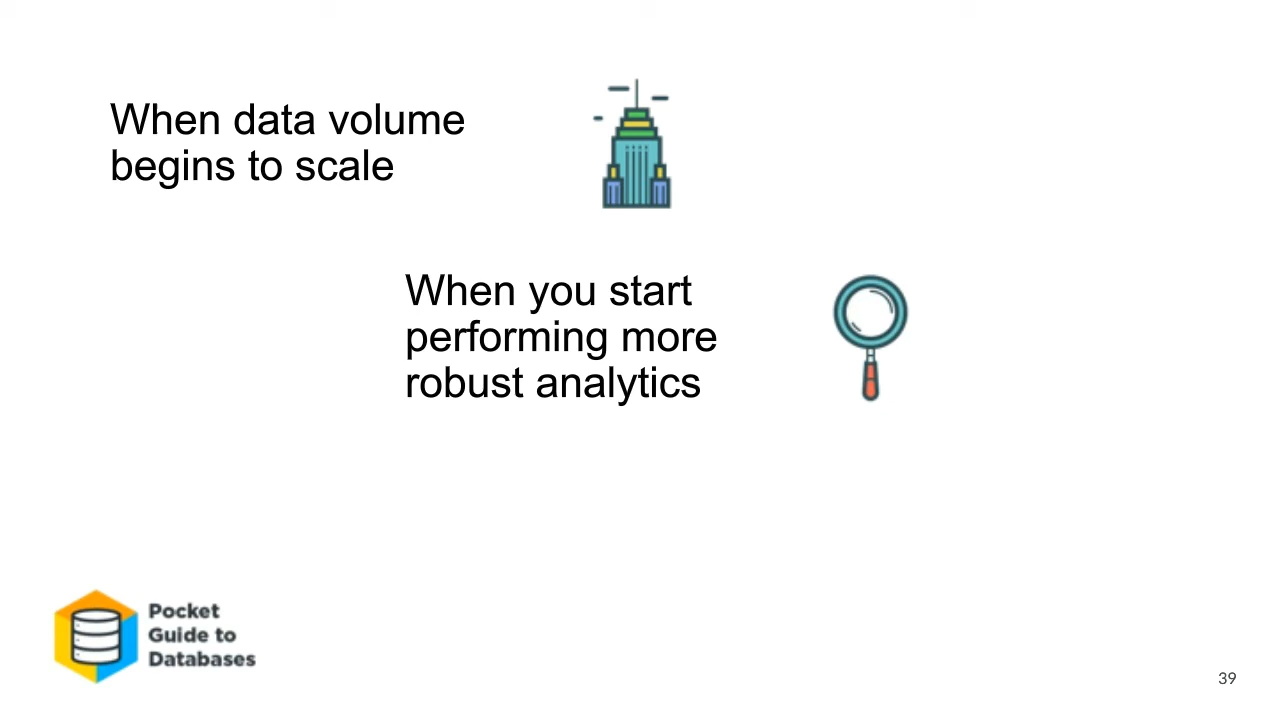 When data volume
begins to scale
When you start
performing more
robust analytics
Pocket
Guide to
Databases
39